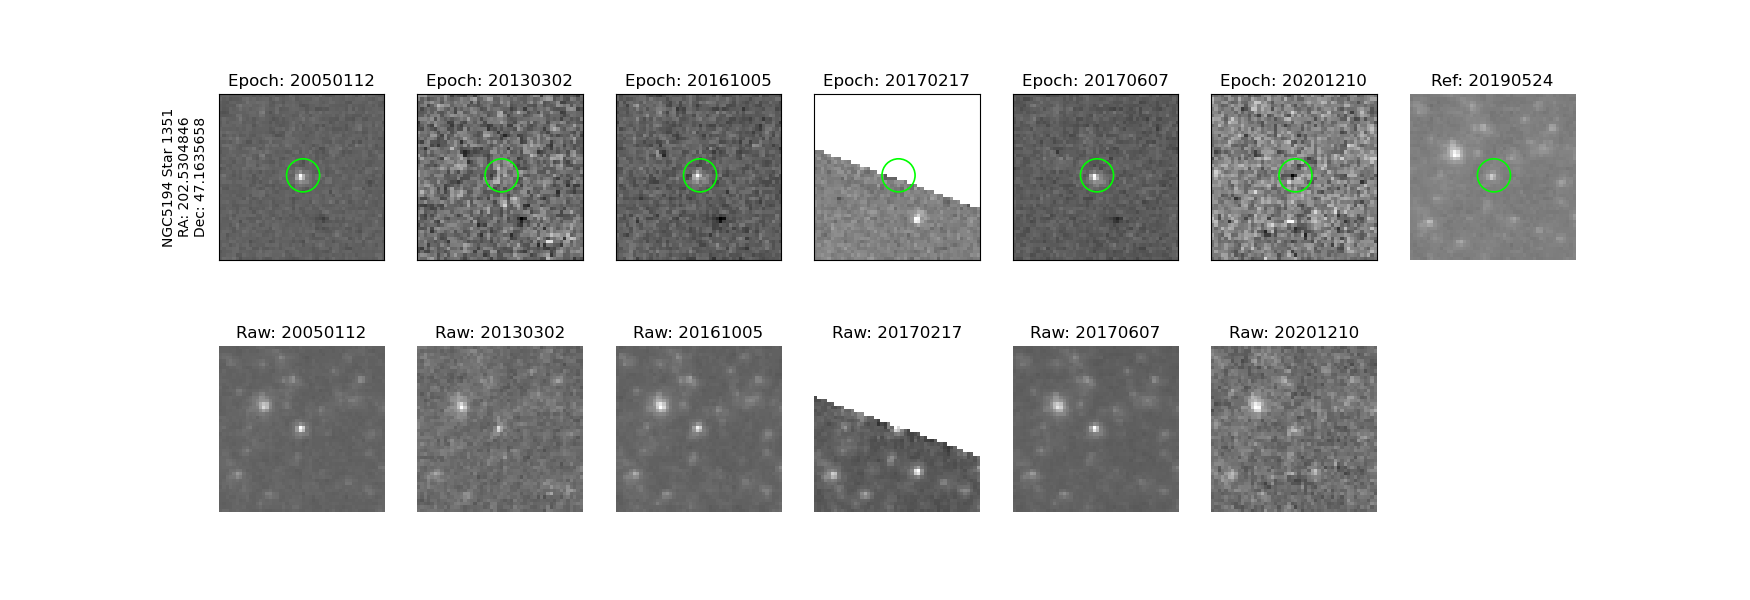 Epoch: 20050112
Epoch: 20130302
Epoch: 20161005
Epoch: 20170217
Epoch: 20170607
Epoch: 20201210
Ref: 20190524
NGC5194 Star 1351
RA: 202.5304846
Dec: 47.1635658
Raw: 20050112
Raw: 20130302
Raw: 20161005
Raw: 20170217
Raw: 20170607
Raw: 20201210